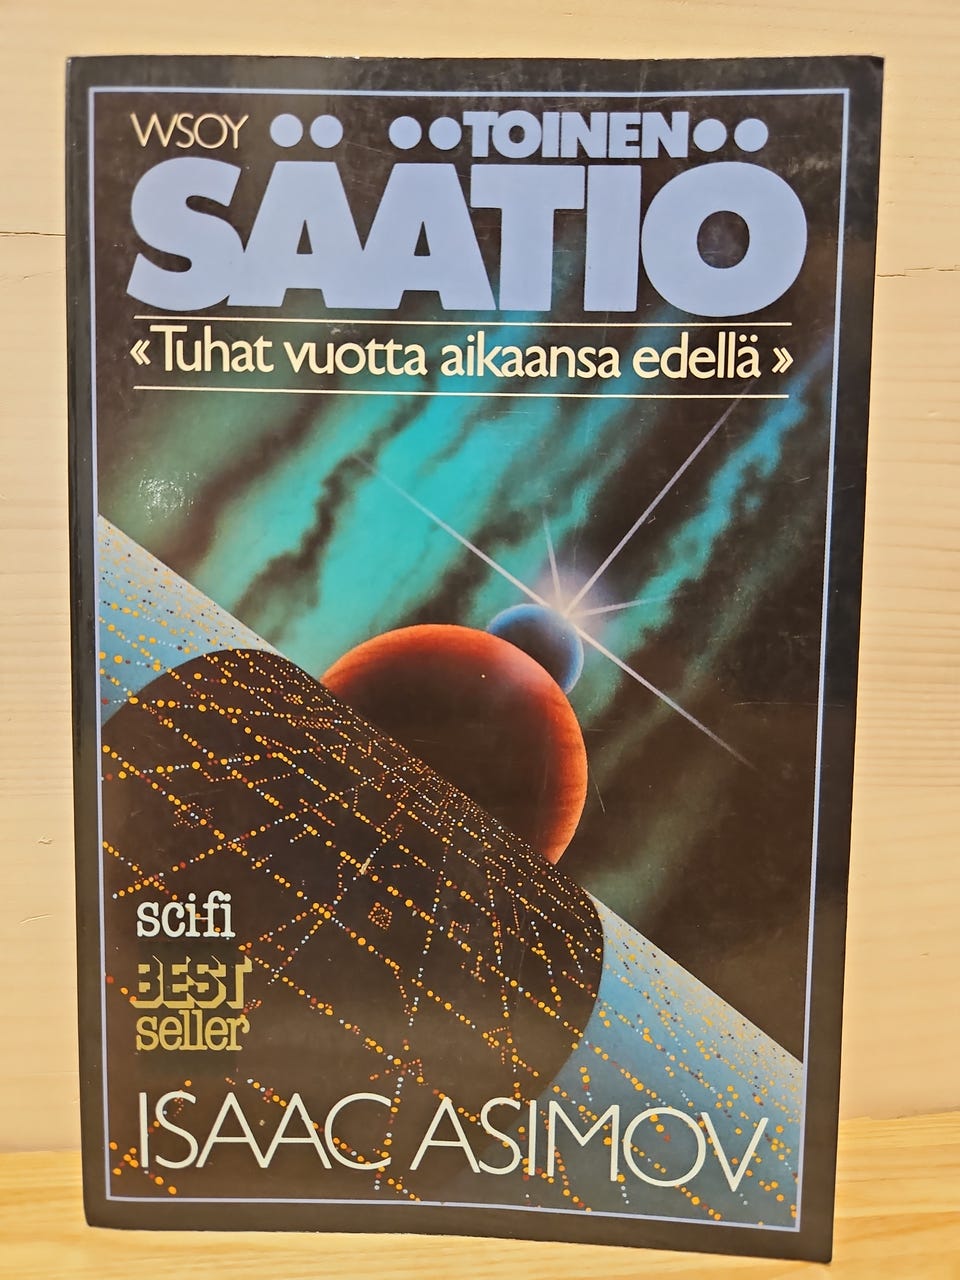 WSOY
TOINEN
SÄÄTIÖ
« Tuhat vuotta aikaansa edellä »
scifi
BEST
seller
ISAAC ASIMOV